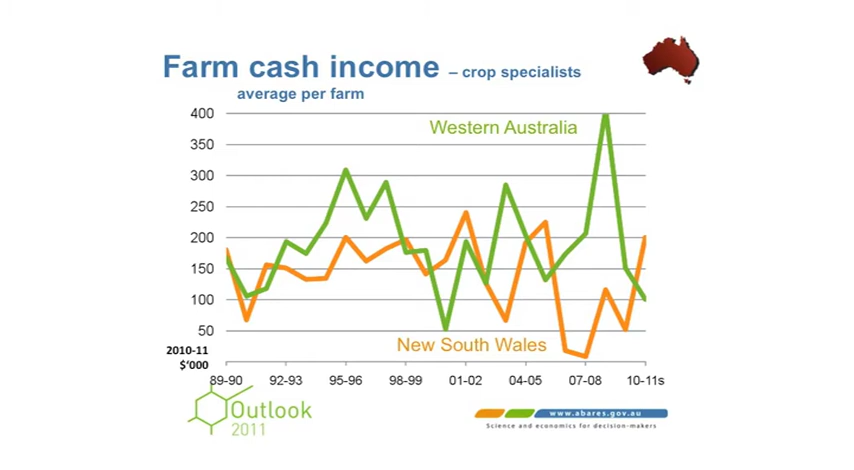 Farm cash income – crop specialists
average per farm
400
350
300
250
200
150
100
50
2010-11
$'000
Western Australia
New South Wales
89-90 92-93 95-96 98-99 01-02 04-05 07-08 10-11s
Outlook
2011
www.abares.gov.au
Science and economics for decision-makers